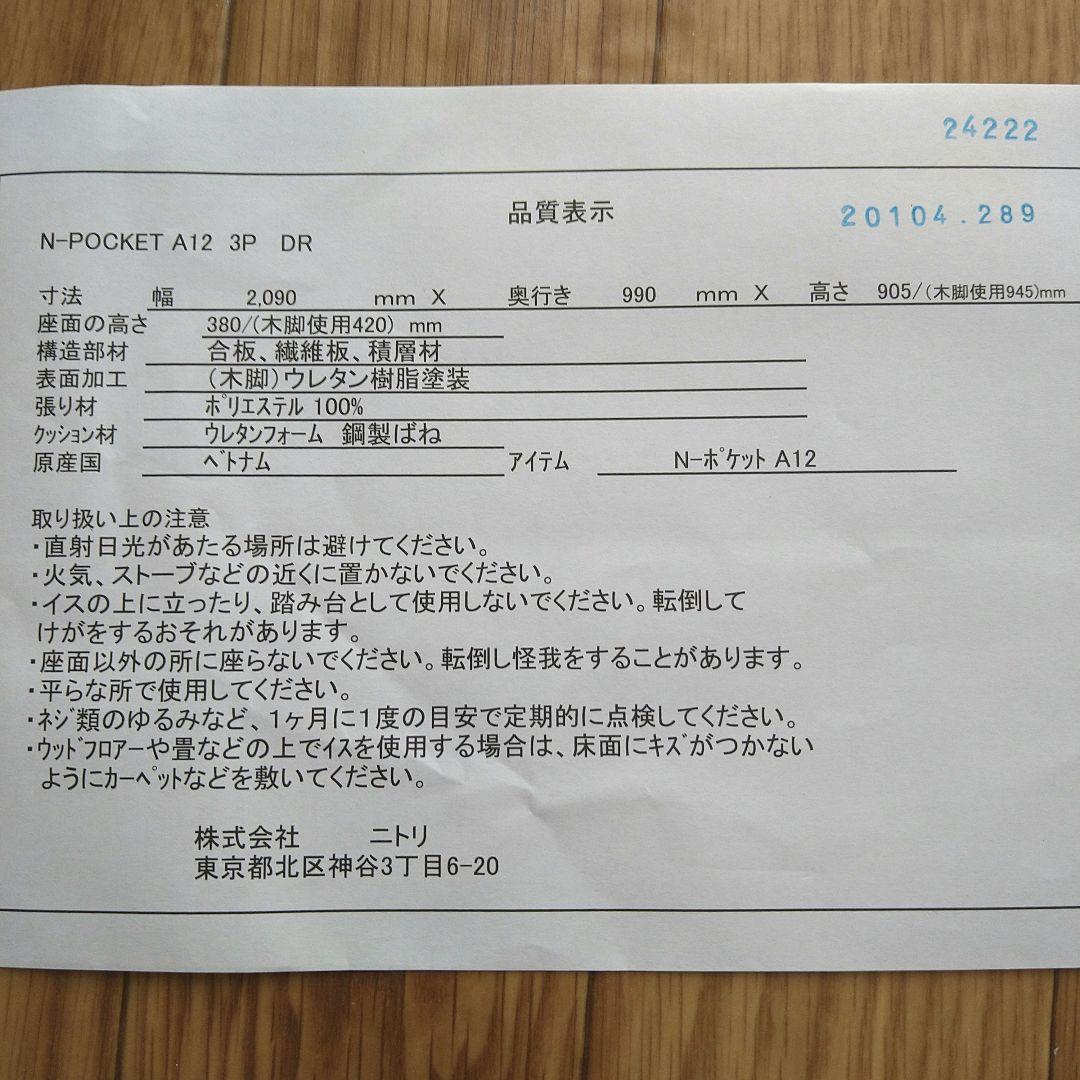 24222
品質表示
20104.289
N-POCKET A12 3P DR
寸法 幅 2,090 mm X 奥行き 990 mm X 高さ 905/(木脚使用945)mm
座面の高さ 380/(木脚使用420) mm
構造部材 合板、繊維板、積層材
表面加工 (木脚)ウレタン樹脂塗装
張り材 ﾎﾟﾘｴｽﾃﾙ 100%
ｸｯｼｮﾝ材 ｳﾚﾀﾝﾌｫｰﾑ 鋼製ばね
原産国 ﾍﾞﾄﾅﾑ アイテム N-ﾎﾟｹｯﾄ A12
取り扱い上の注意
・直射日光があたる場所は避けてください。
・火気、ストーブなどの近くに置かないでください。
・イスの上に立ったり、踏み台として使用しないでください。転倒して
けがをするおそれがあります。
・座面以外の所に座らないでください。転倒し怪我をすることがあります。
・平らな所で使用してください。
・ﾈｼﾞ類のゆるみなど、1ヶ月に1度の目安で定期的に点検してください。
・ｳｯﾄﾞﾌﾛｱｰや畳などの上でｲｽを使用する場合は、床面にｷｽﾞがつかない
ようにｶｰﾍﾟｯﾄなどを敷いてください。
株式会社 ニトリ
東京都北区神谷3丁目6-20